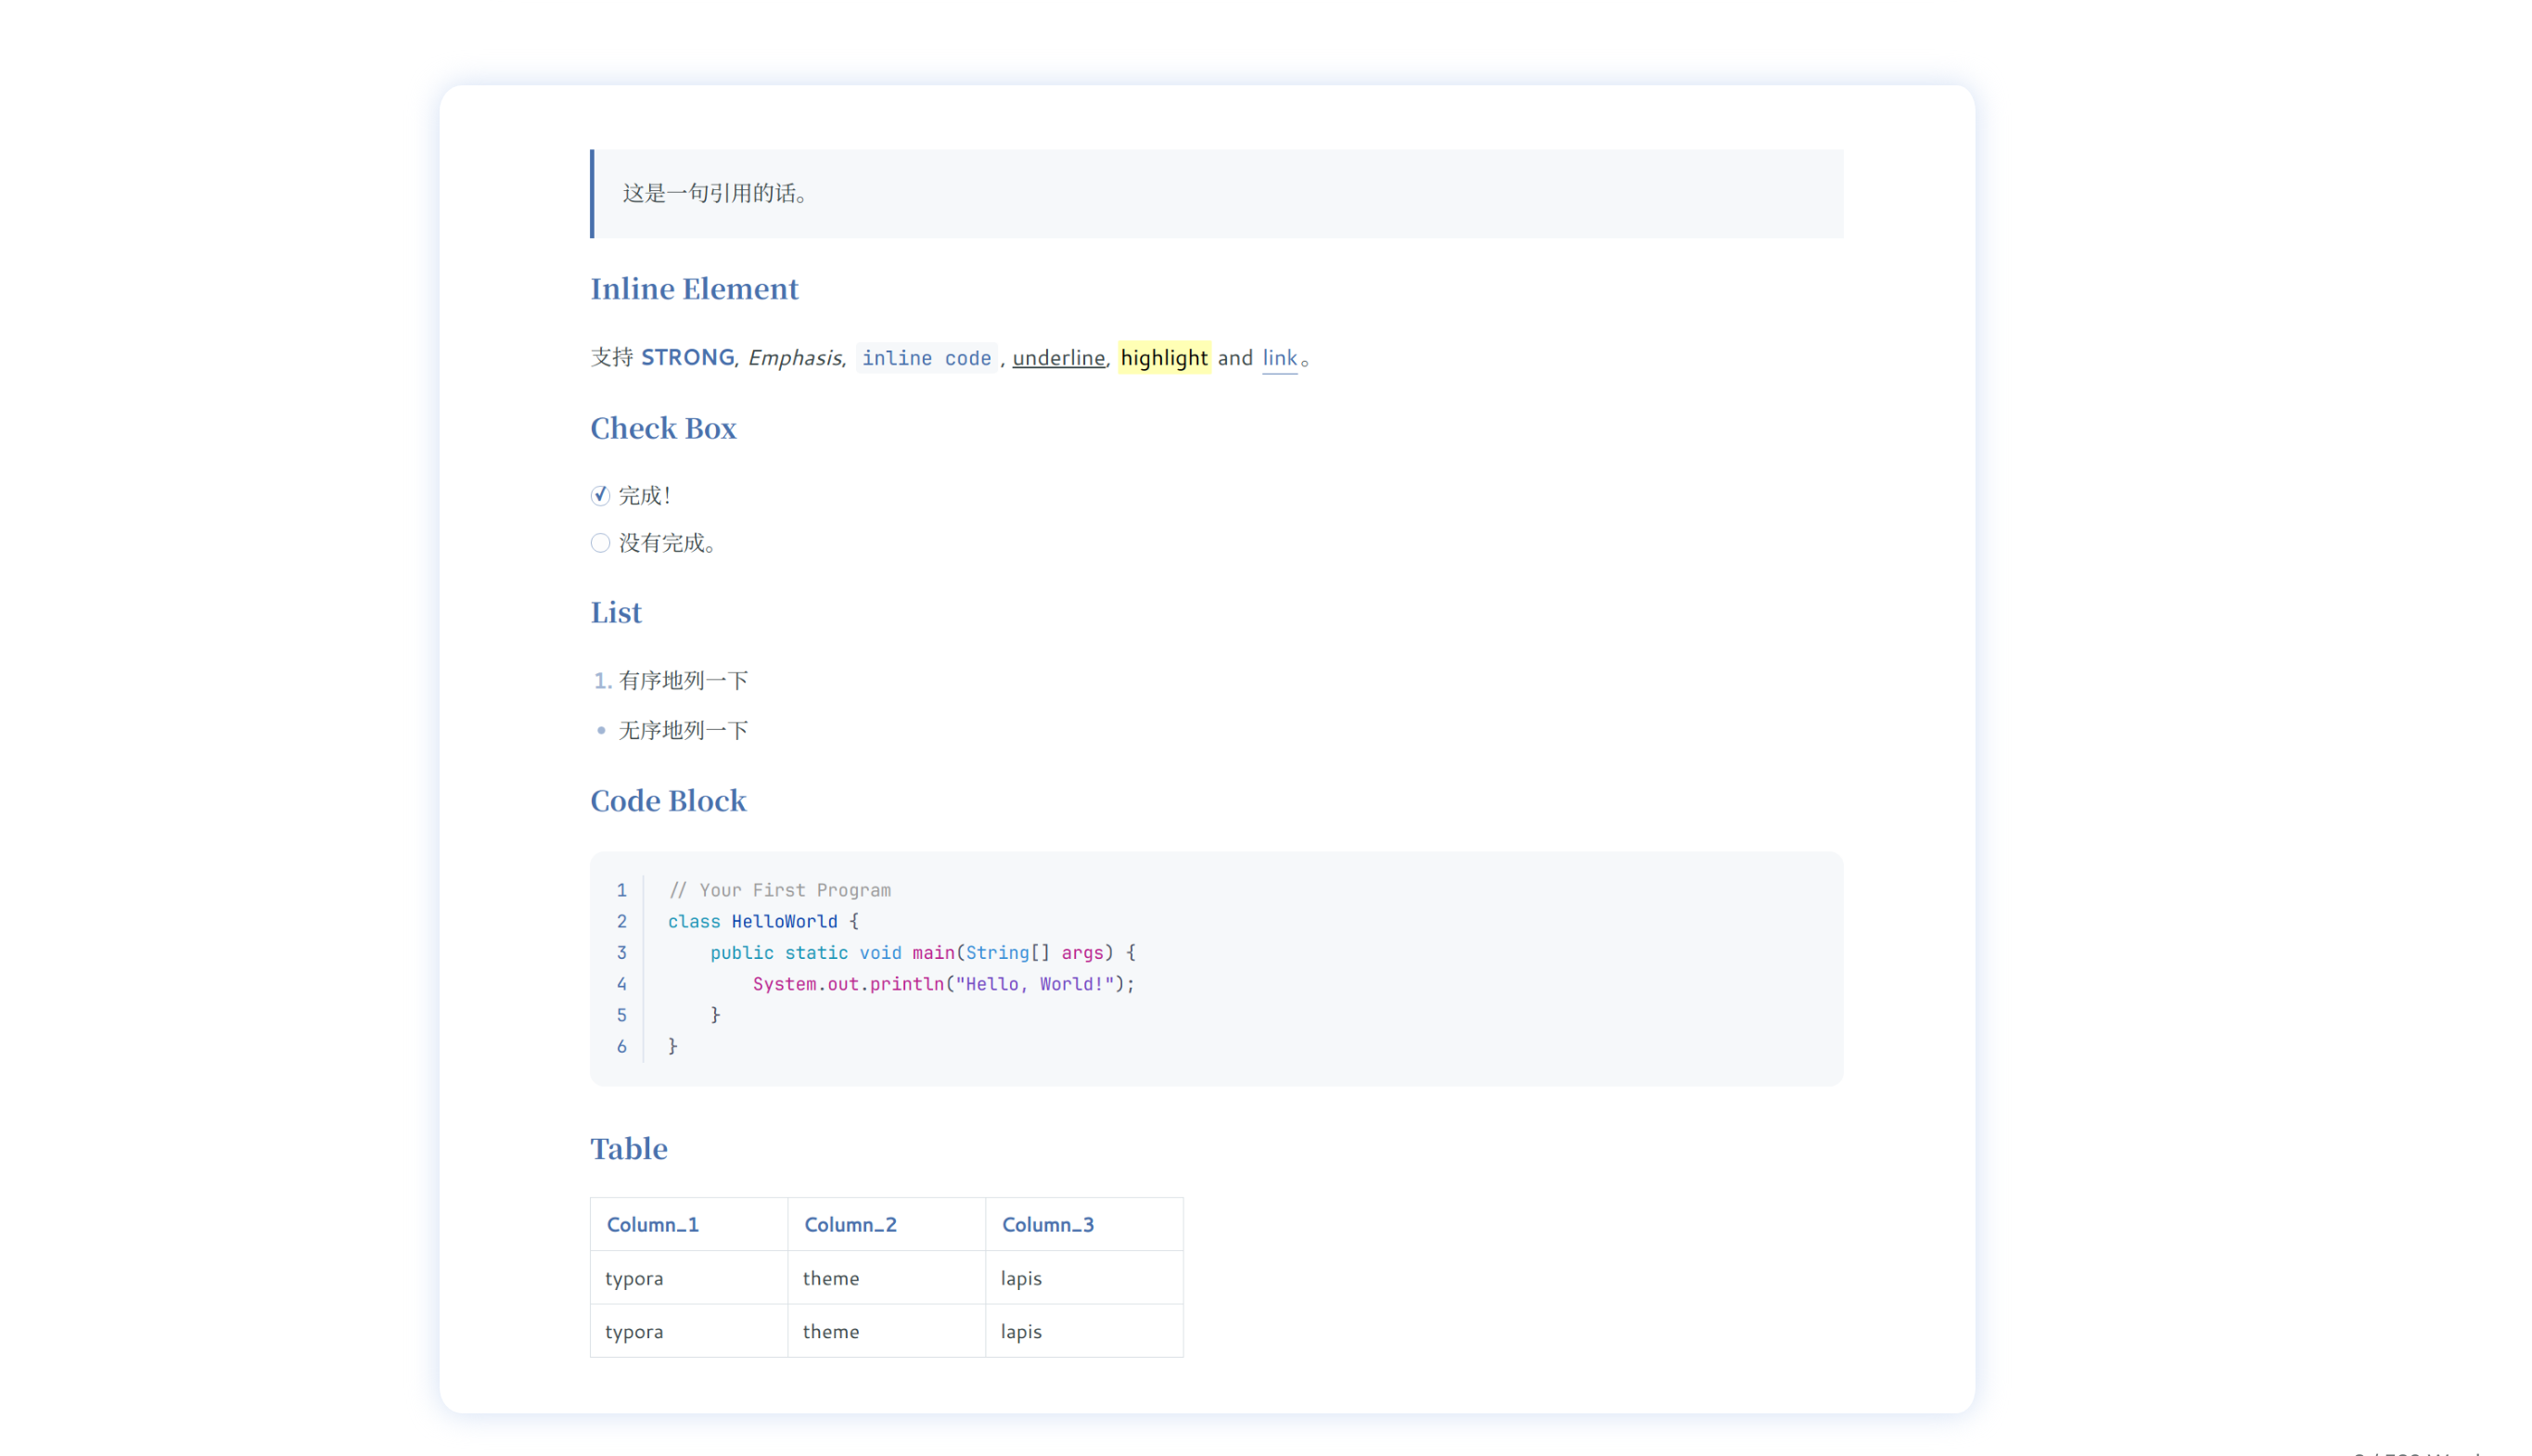 这是一句引用的话。
Inline Element
支持 STRONG, Emphasis, inline code, underline, highlight and link。
Check Box
完成！
没有完成。
List
1. 有序地列一下
• 无序地列一下
Code Block
1 // Your First Program
2 class HelloWorld {
3     public static void main(String[] args) {
4         System.out.println("Hello, World!");
5     }
6 }
Table
Column_1 Column_2 Column_3
typora theme lapis
typora theme lapis